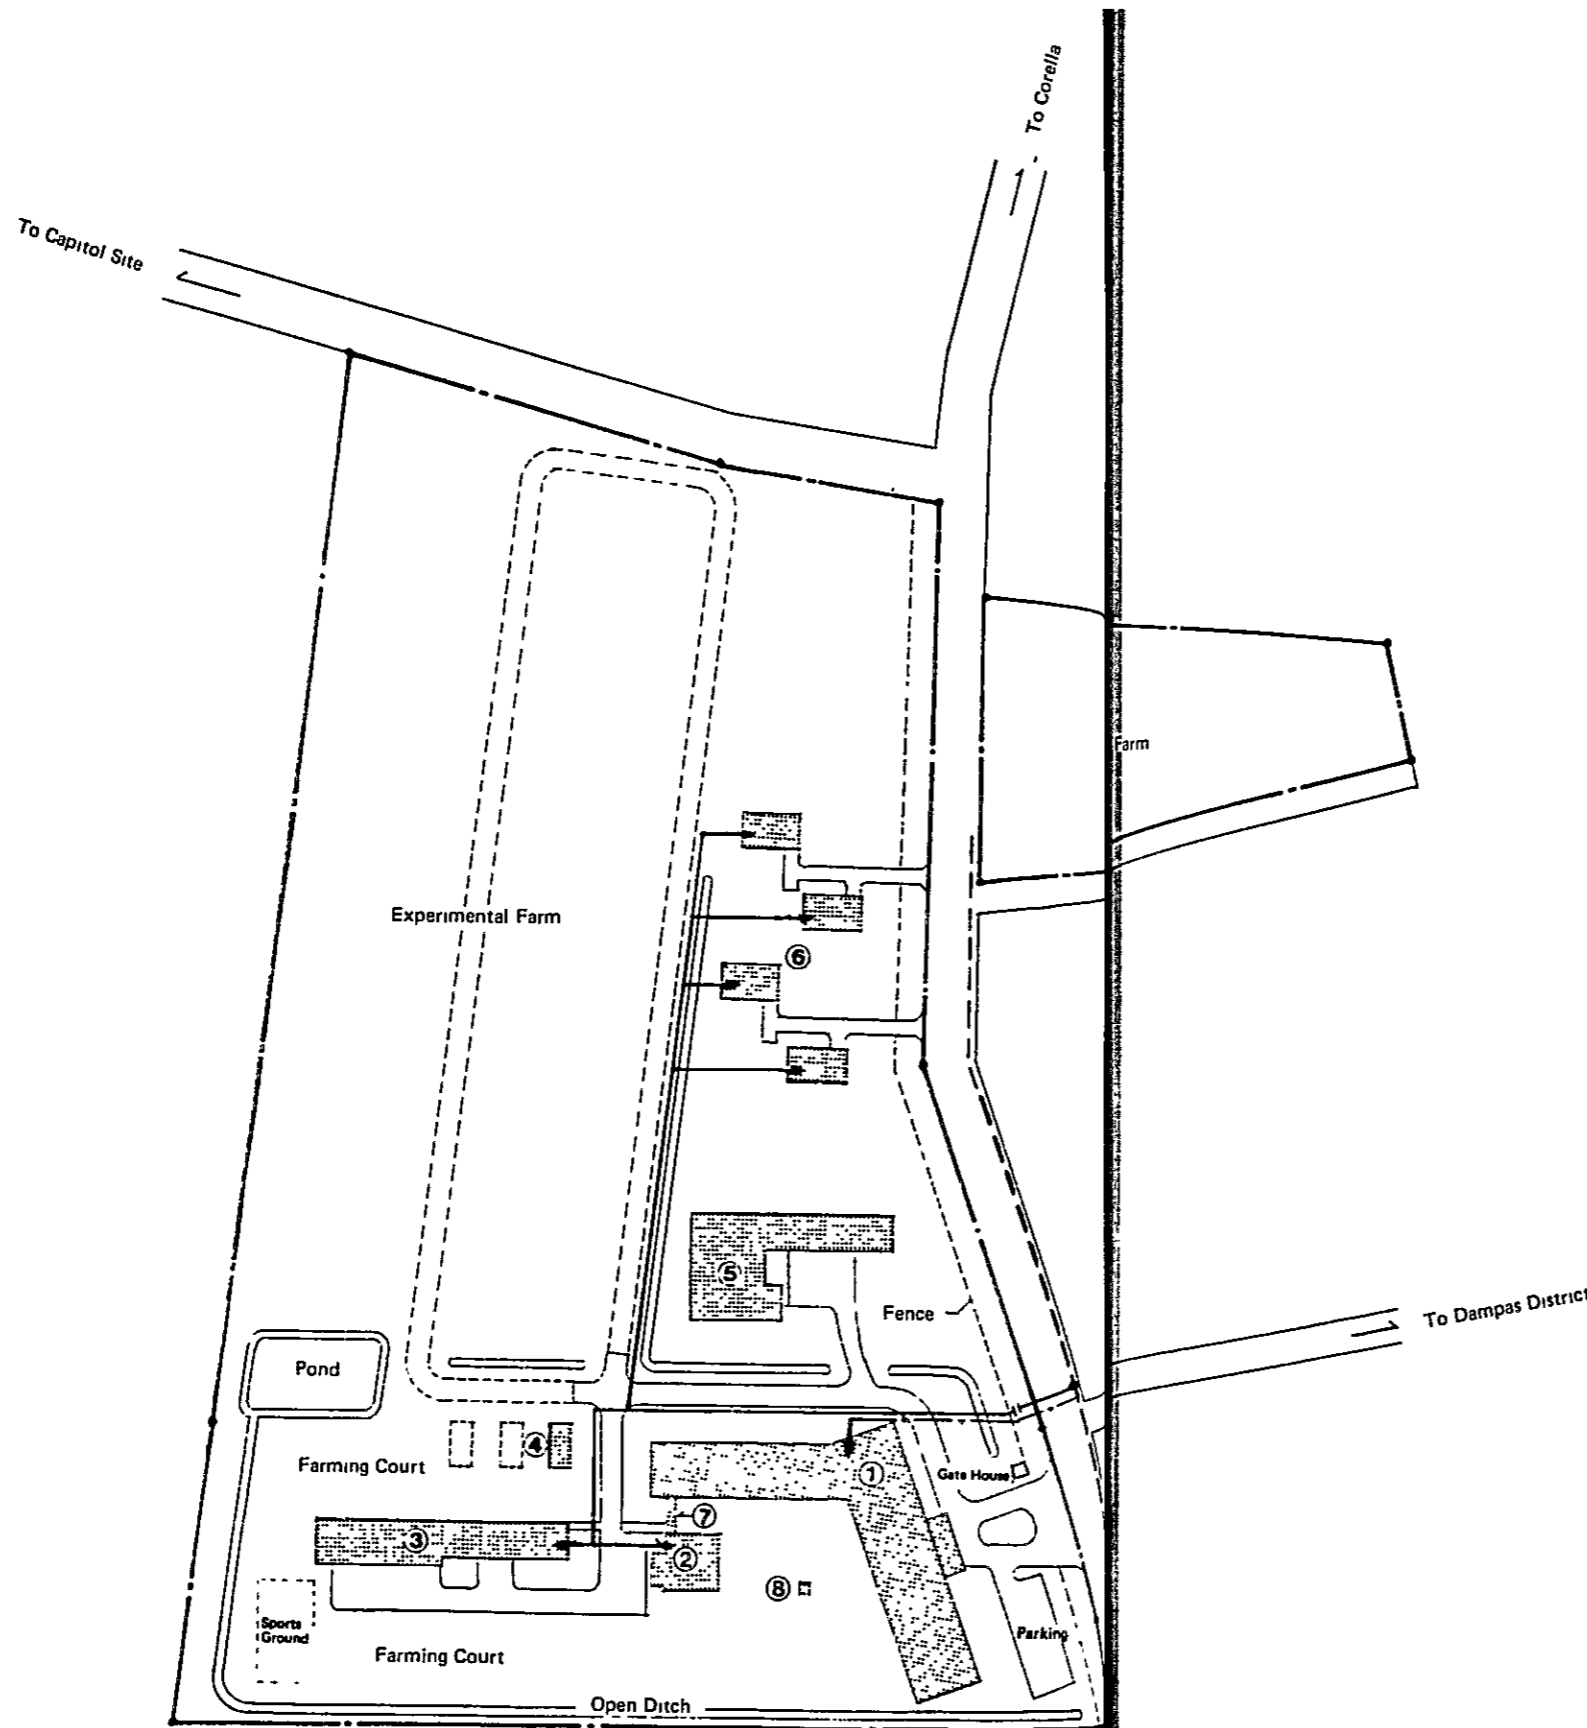 To Corella
To Capitol Site
Farm
Experimental Farm
⑥
⑤
Fence
To Dampas District
Pond
④
Farming Court
①
Gate House
⑦
③
②
⑧
Sports
Ground
Parking
Farming Court
Open Ditch